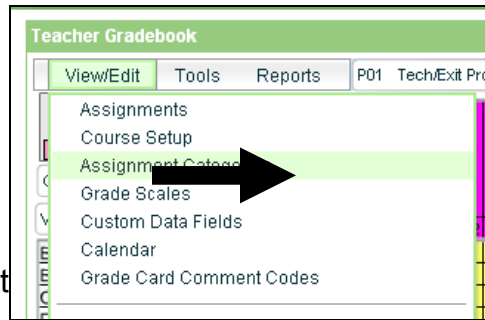 Teacher Gradebook
View/Edit Tools Reports P01 Tech/Exit
Assignments
Course Setup
Assignment
Grade Scales
Custom Data Fields
Calendar
Grade Card Comment Codes
t